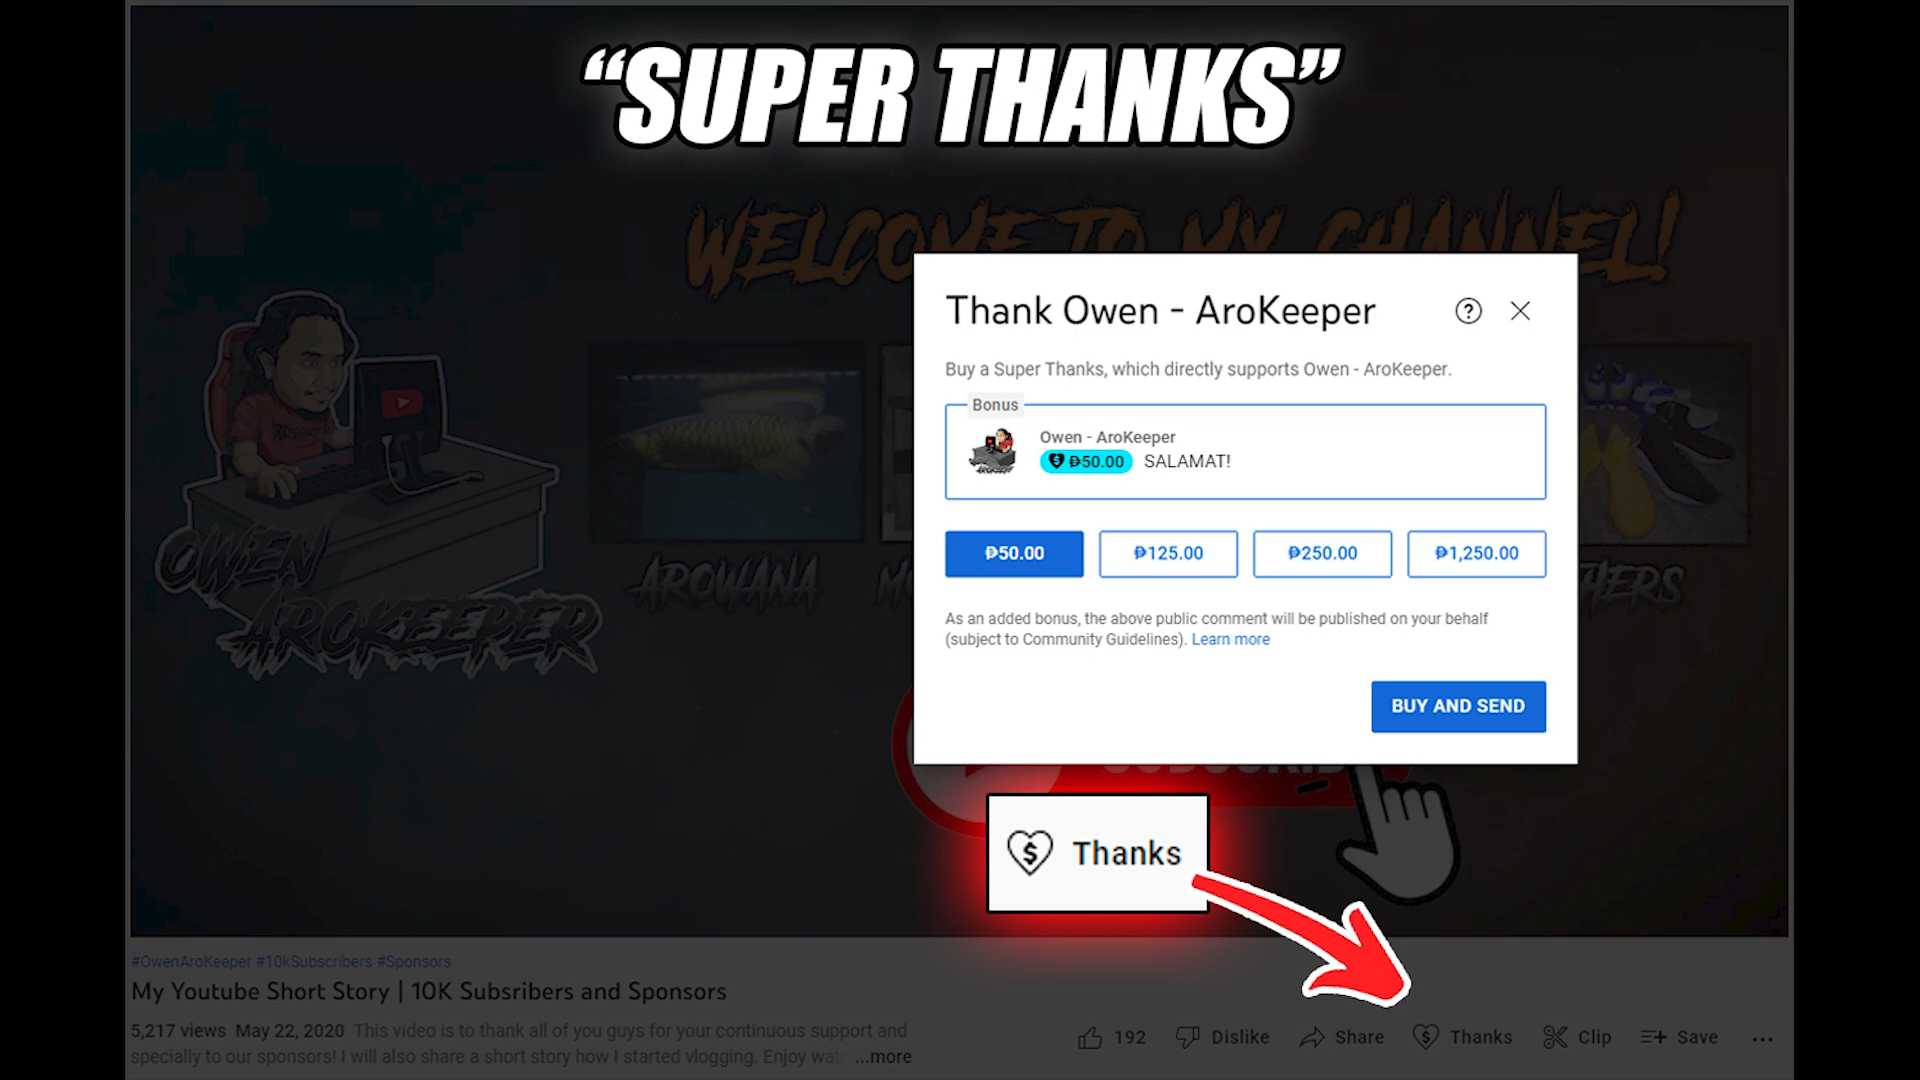 “SUPER THANKS”
WELCOME TO MY CHANNEL!
Thank Owen - AroKeeper
Buy a Super Thanks, which directly supports Owen - AroKeeper.
Bonus
Owen - AroKeeper
₱50.00 SALAMAT!
₱50.00 ₱125.00 ₱250.00 ₱1,250.00
As an added bonus, the above public comment will be published on your behalf
(subject to Community Guidelines). Learn more
BUY AND SEND
OWEN
AROKEEPER
AROWANA
Thanks
#OwenAroKeeper #10kSubscribers #Sponsors
My Youtube Short Story | 10K Subsribers and Sponsors
5,217 views May 22, 2020 This video is to thank all of you guys for your continuous support and
specially to our sponsors! I will also share a short story how I started vlogging. Enjoy ...more
192 Dislike Share Thanks Clip Save